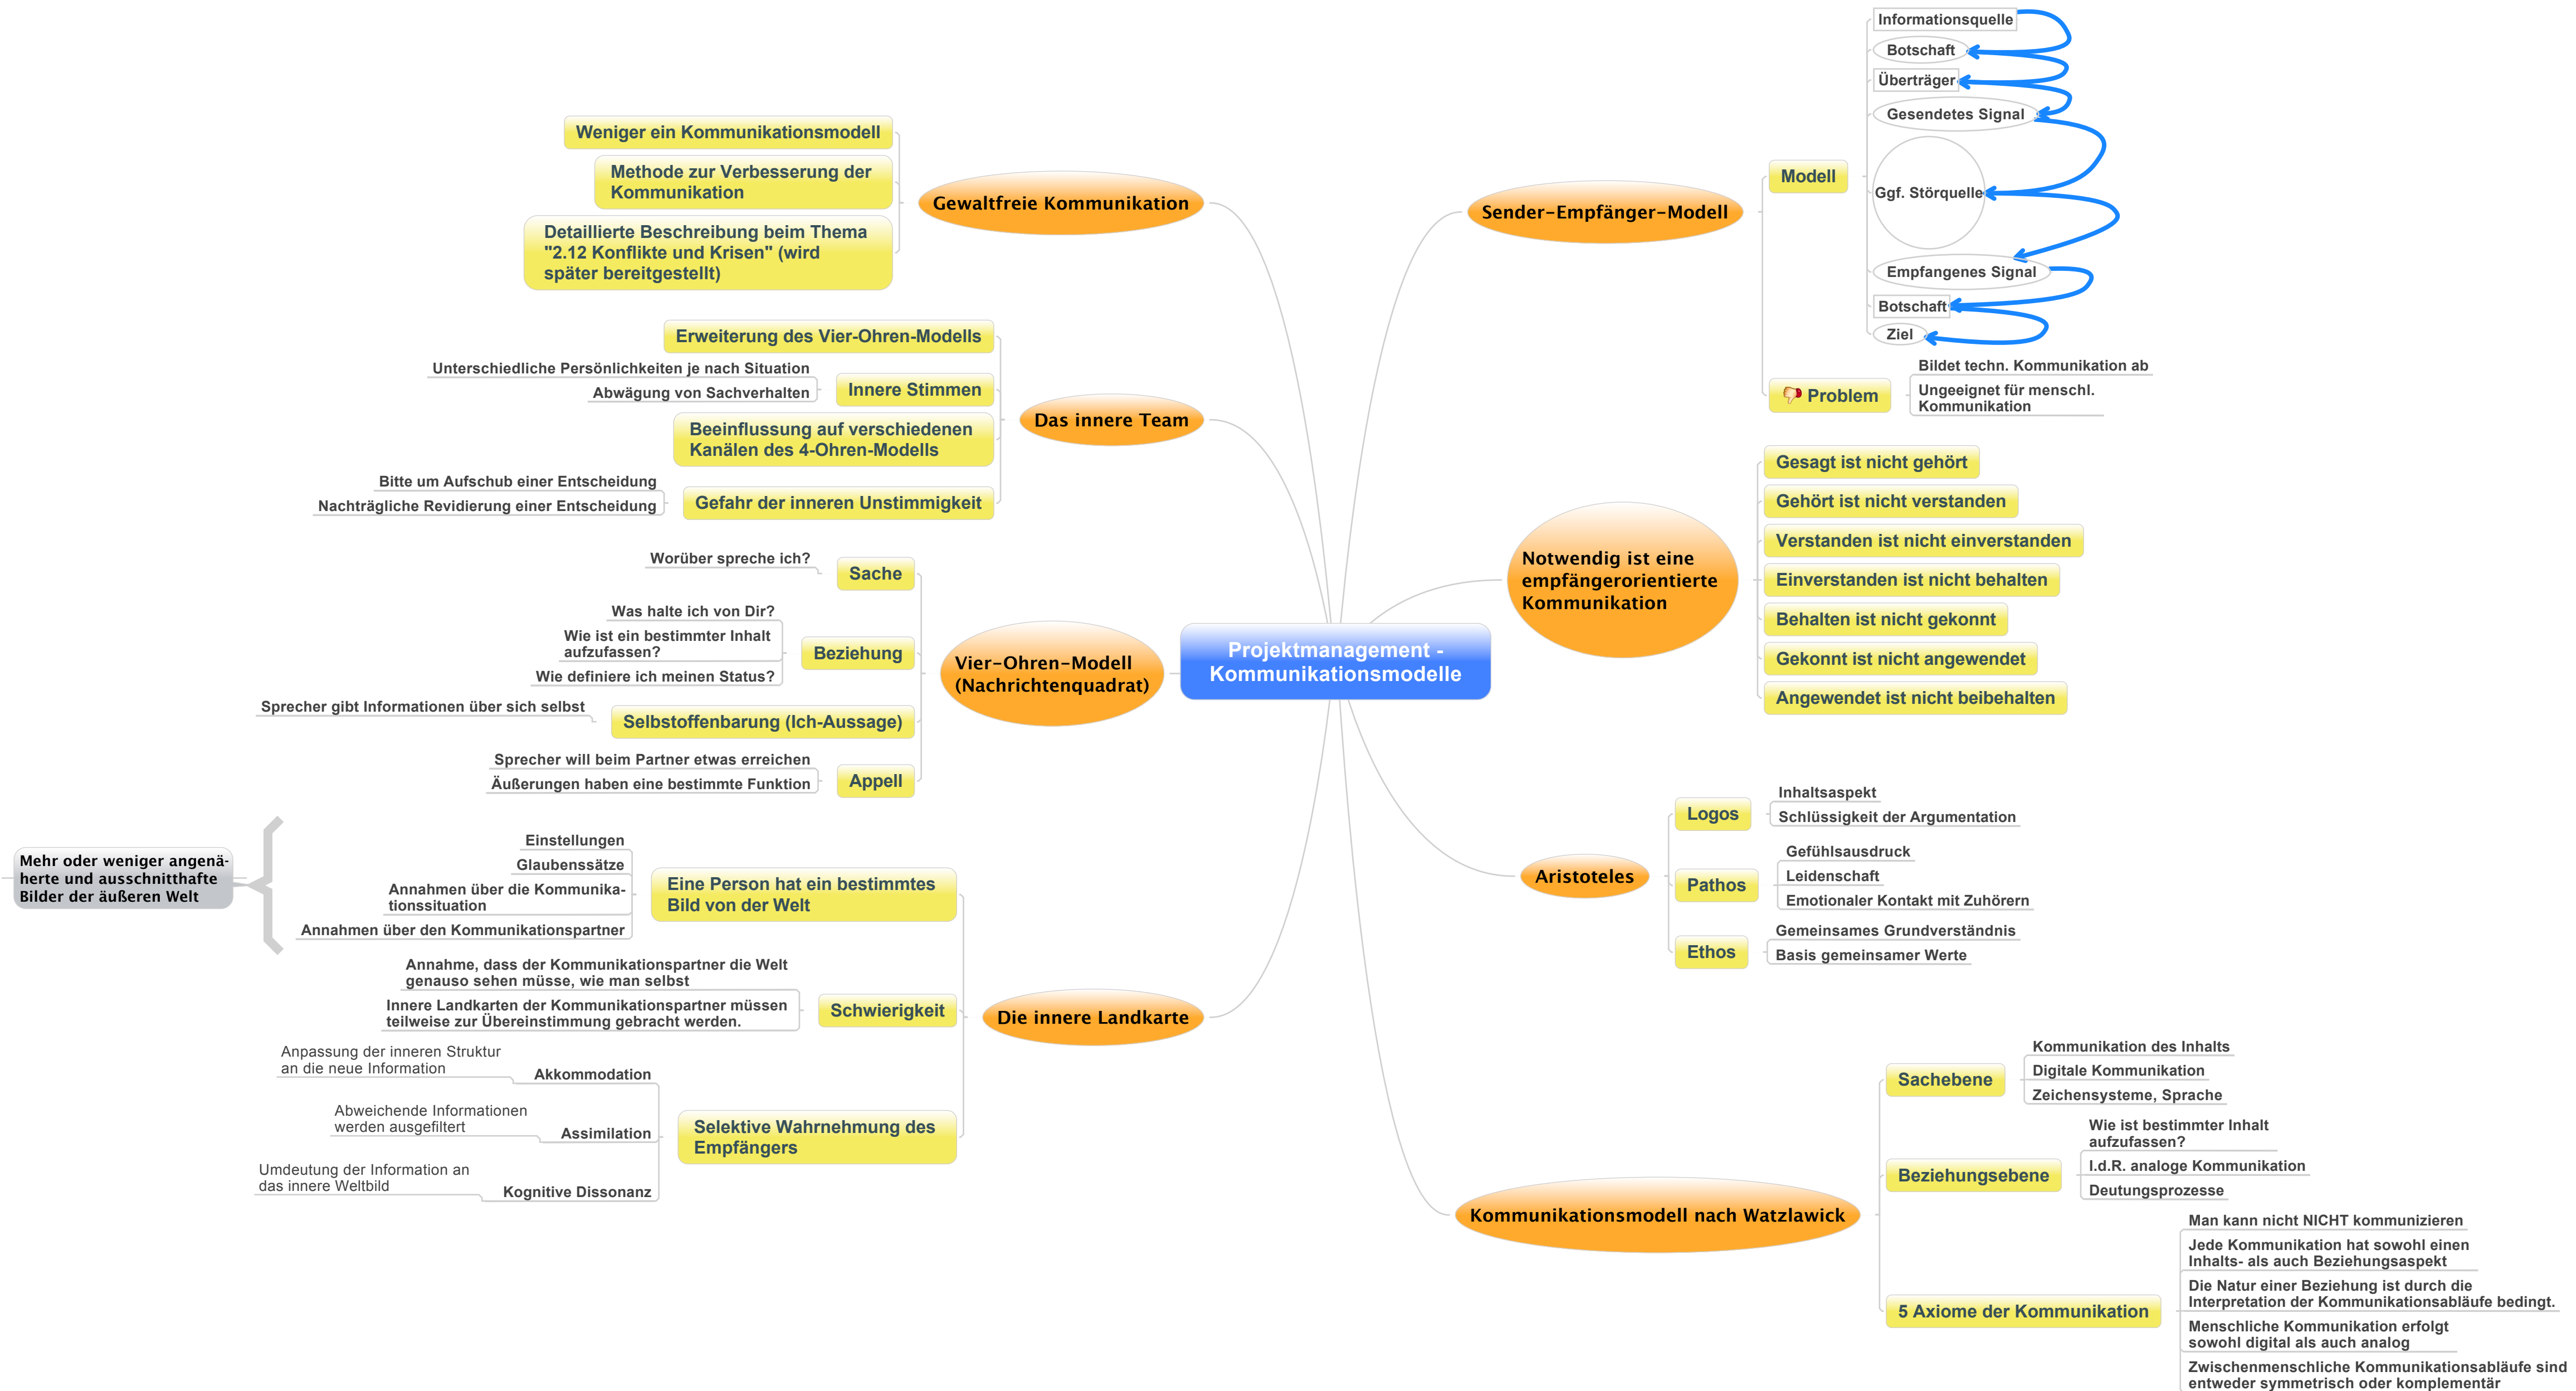 Projektmanagement -
Kommunikationsmodelle
Sender-Empfänger-Modell
Modell
Informationsquelle
Botschaft
Überträger
Gesendetes Signal
Ggf. Störquelle
Empfangenes Signal
Botschaft
Ziel
Problem
Bildet techn. Kommunikation ab
Ungeeignet für menschl.
Kommunikation
Notwendig ist eine
empfängerorientierte
Kommunikation
Gesagt ist nicht gehört
Gehört ist nicht verstanden
Verstanden ist nicht einverstanden
Einverstanden ist nicht behalten
Behalten ist nicht gekonnt
Gekonnt ist nicht angewendet
Angewendet ist nicht beibehalten
Aristoteles
Logos
Inhaltsaspekt
Schlüssigkeit der Argumentation
Pathos
Gefühlsausdruck
Leidenschaft
Emotionaler Kontakt mit Zuhörern
Ethos
Gemeinsames Grundverständnis
Basis gemeinsamer Werte
Kommunikationsmodell nach Watzlawick
Sachebene
Kommunikation des Inhalts
Digitale Kommunikation
Zeichensysteme, Sprache
Beziehungsebene
Wie ist bestimmter Inhalt
aufzufassen?
I.d.R. analoge Kommunikation
Deutungsprozesse
5 Axiome der Kommunikation
Man kann nicht NICHT kommunizieren
Jede Kommunikation hat sowohl einen
Inhalts- als auch Beziehungsaspekt
Die Natur einer Beziehung ist durch die
Interpretation der Kommunikationsabläufe bedingt.
Menschliche Kommunikation erfolgt
sowohl digital als auch analog
Zwischenmenschliche Kommunikationsabläufe sind
entweder symmetrisch oder komplementär
Gewaltfreie Kommunikation
Weniger ein Kommunikationsmodell
Methode zur Verbesserung der
Kommunikation
Detaillierte Beschreibung beim Thema
"2.12 Konflikte und Krisen" (wird
später bereitgestellt)
Das innere Team
Erweiterung des Vier-Ohren-Modells
Innere Stimmen
Unterschiedliche Persönlichkeiten je nach Situation
Abwägung von Sachverhalten
Beeinflussung auf verschiedenen
Kanälen des 4-Ohren-Modells
Gefahr der inneren Unstimmigkeit
Bitte um Aufschub einer Entscheidung
Nachträgliche Revidierung einer Entscheidung
Vier-Ohren-Modell
(Nachrichtenquadrat)
Sache
Worüber spreche ich?
Beziehung
Was halte ich von Dir?
Wie ist ein bestimmter Inhalt
aufzufassen?
Wie definiere ich meinen Status?
Selbstoffenbarung (Ich-Aussage)
Sprecher gibt Informationen über sich selbst
Appell
Sprecher will beim Partner etwas erreichen
Äußerungen haben eine bestimmte Funktion
Die innere Landkarte
Eine Person hat ein bestimmtes
Bild von der Welt
Einstellungen
Glaubenssätze
Annahmen über die Kommunika-
tionssituation
Annahmen über den Kommunikationspartner
Mehr oder weniger angenä-
herte und ausschnitthafte
Bilder der äußeren Welt
Schwierigkeit
Annahme, dass der Kommunikationspartner die Welt
genauso sehen müsse, wie man selbst
Innere Landkarten der Kommunikationspartner müssen
teilweise zur Übereinstimmung gebracht werden.
Selektive Wahrnehmung des
Empfängers
Akkommodation
Anpassung der inneren Struktur
an die neue Information
Assimilation
Abweichende Informationen
werden ausgefiltert
Kognitive Dissonanz
Umdeutung der Information an
das innere Weltbild